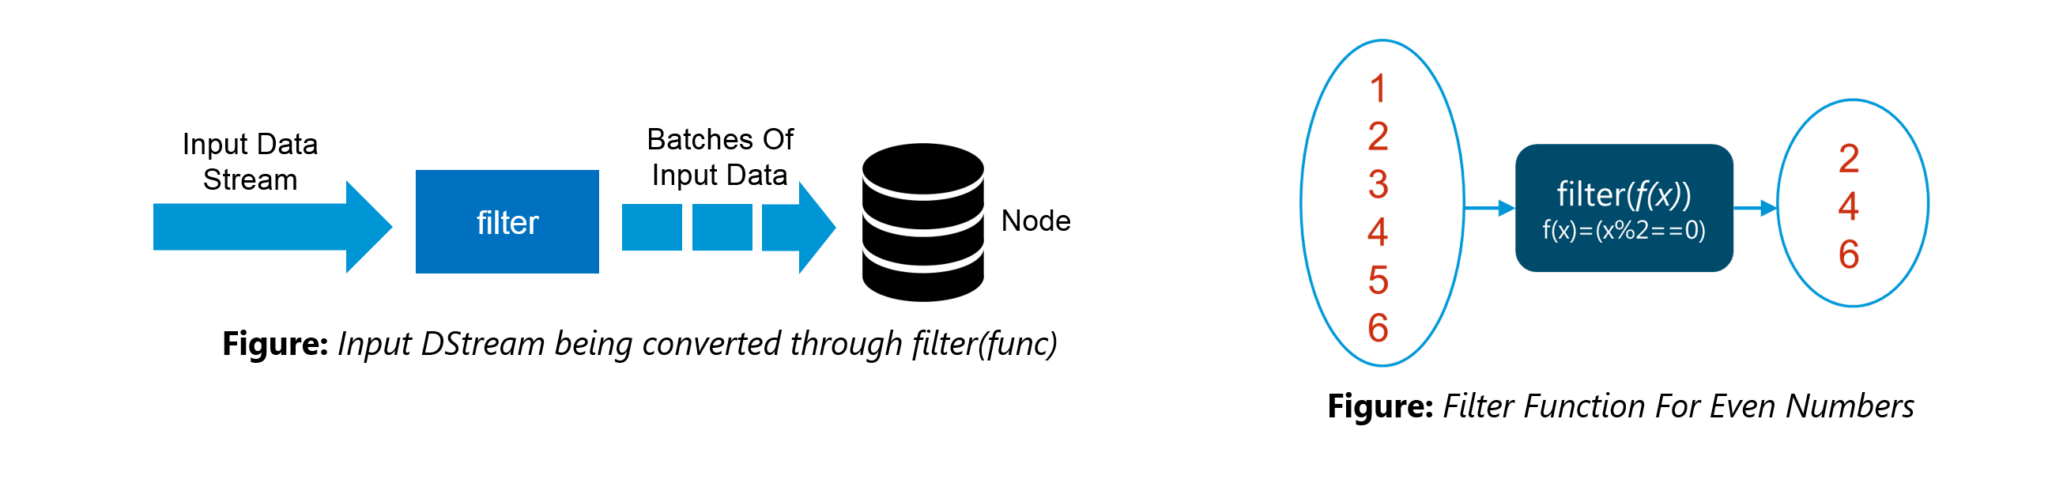 Input Data
Stream
filter
Batches Of
Input Data
Node
Figure: Input DStream being converted through filter(func)
1
2
3
4
5
6
filter(f(x))
f(x)=(x%2==0)
2
4
6
Figure: Filter Function For Even Numbers